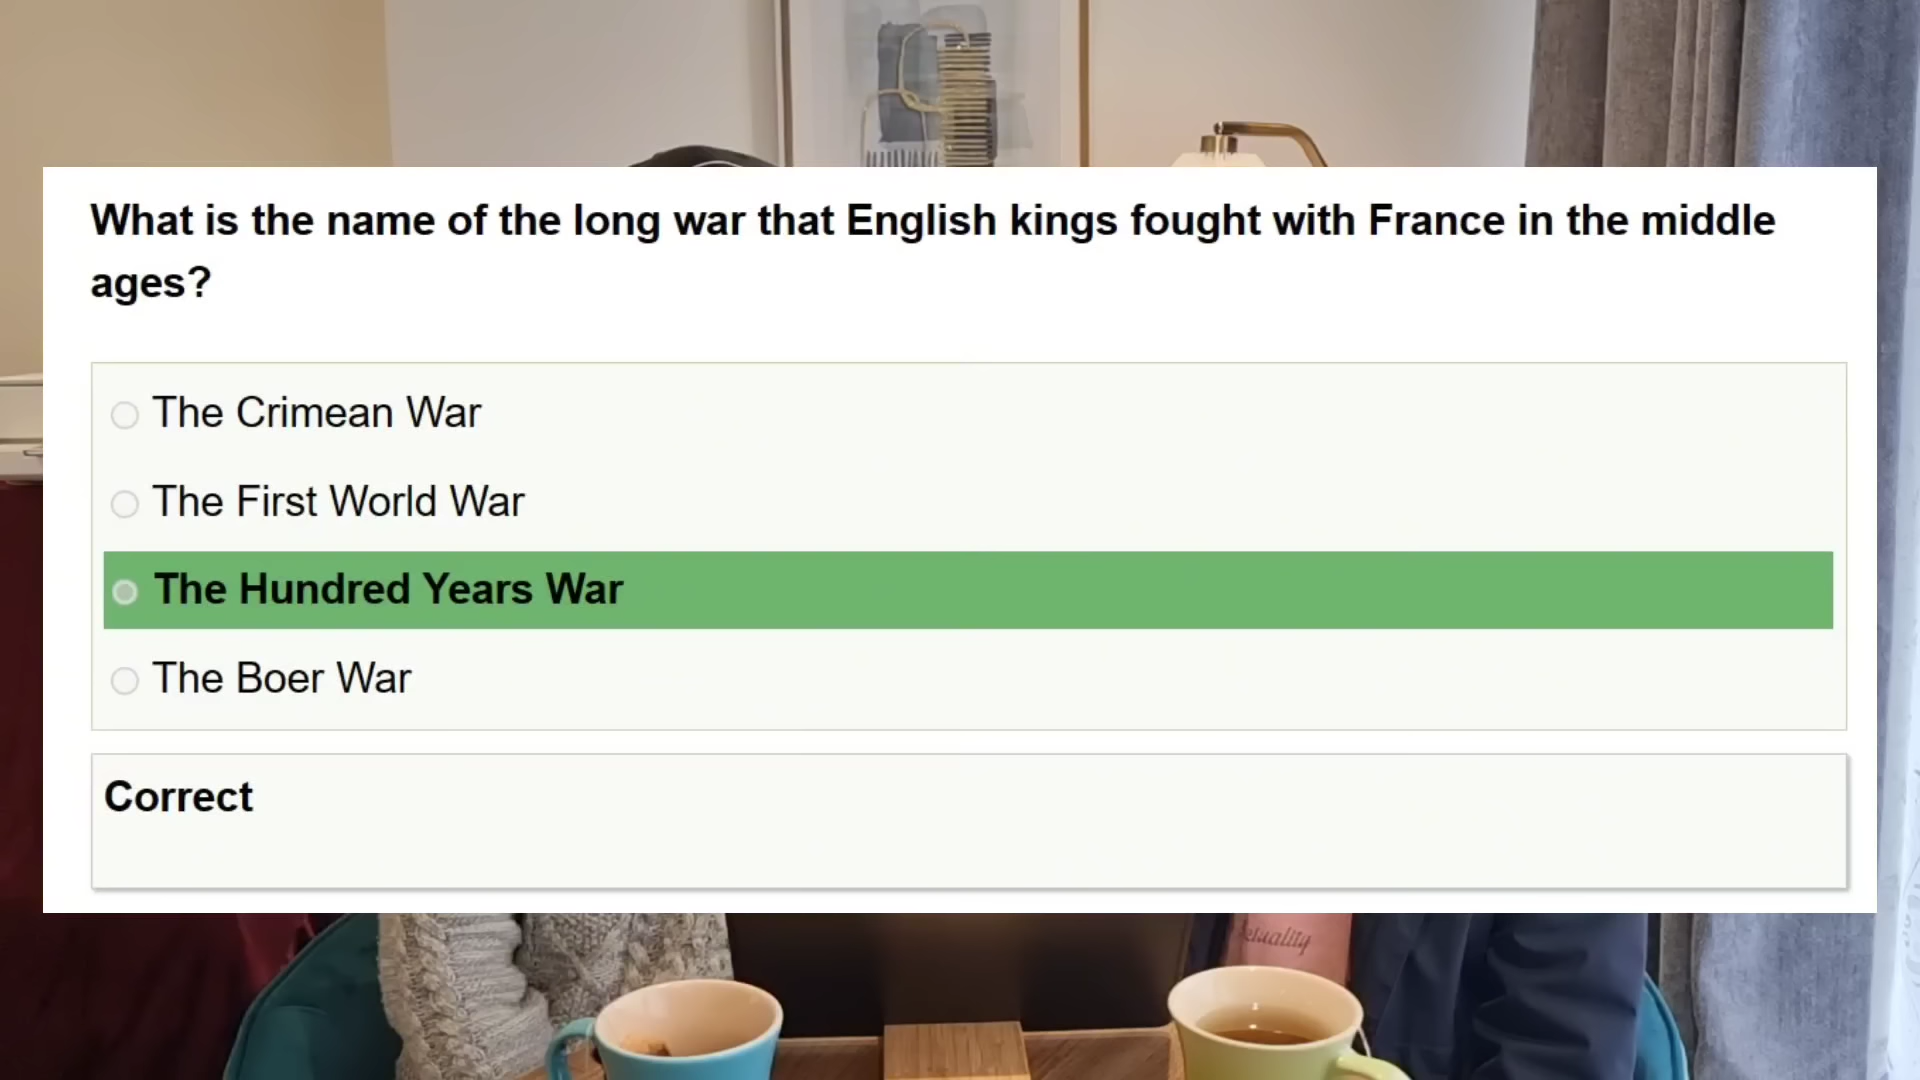 What is the name of the long war that English kings fought with France in the middle
ages?
The Crimean War
The First World War
The Hundred Years War
The Boer War
Correct